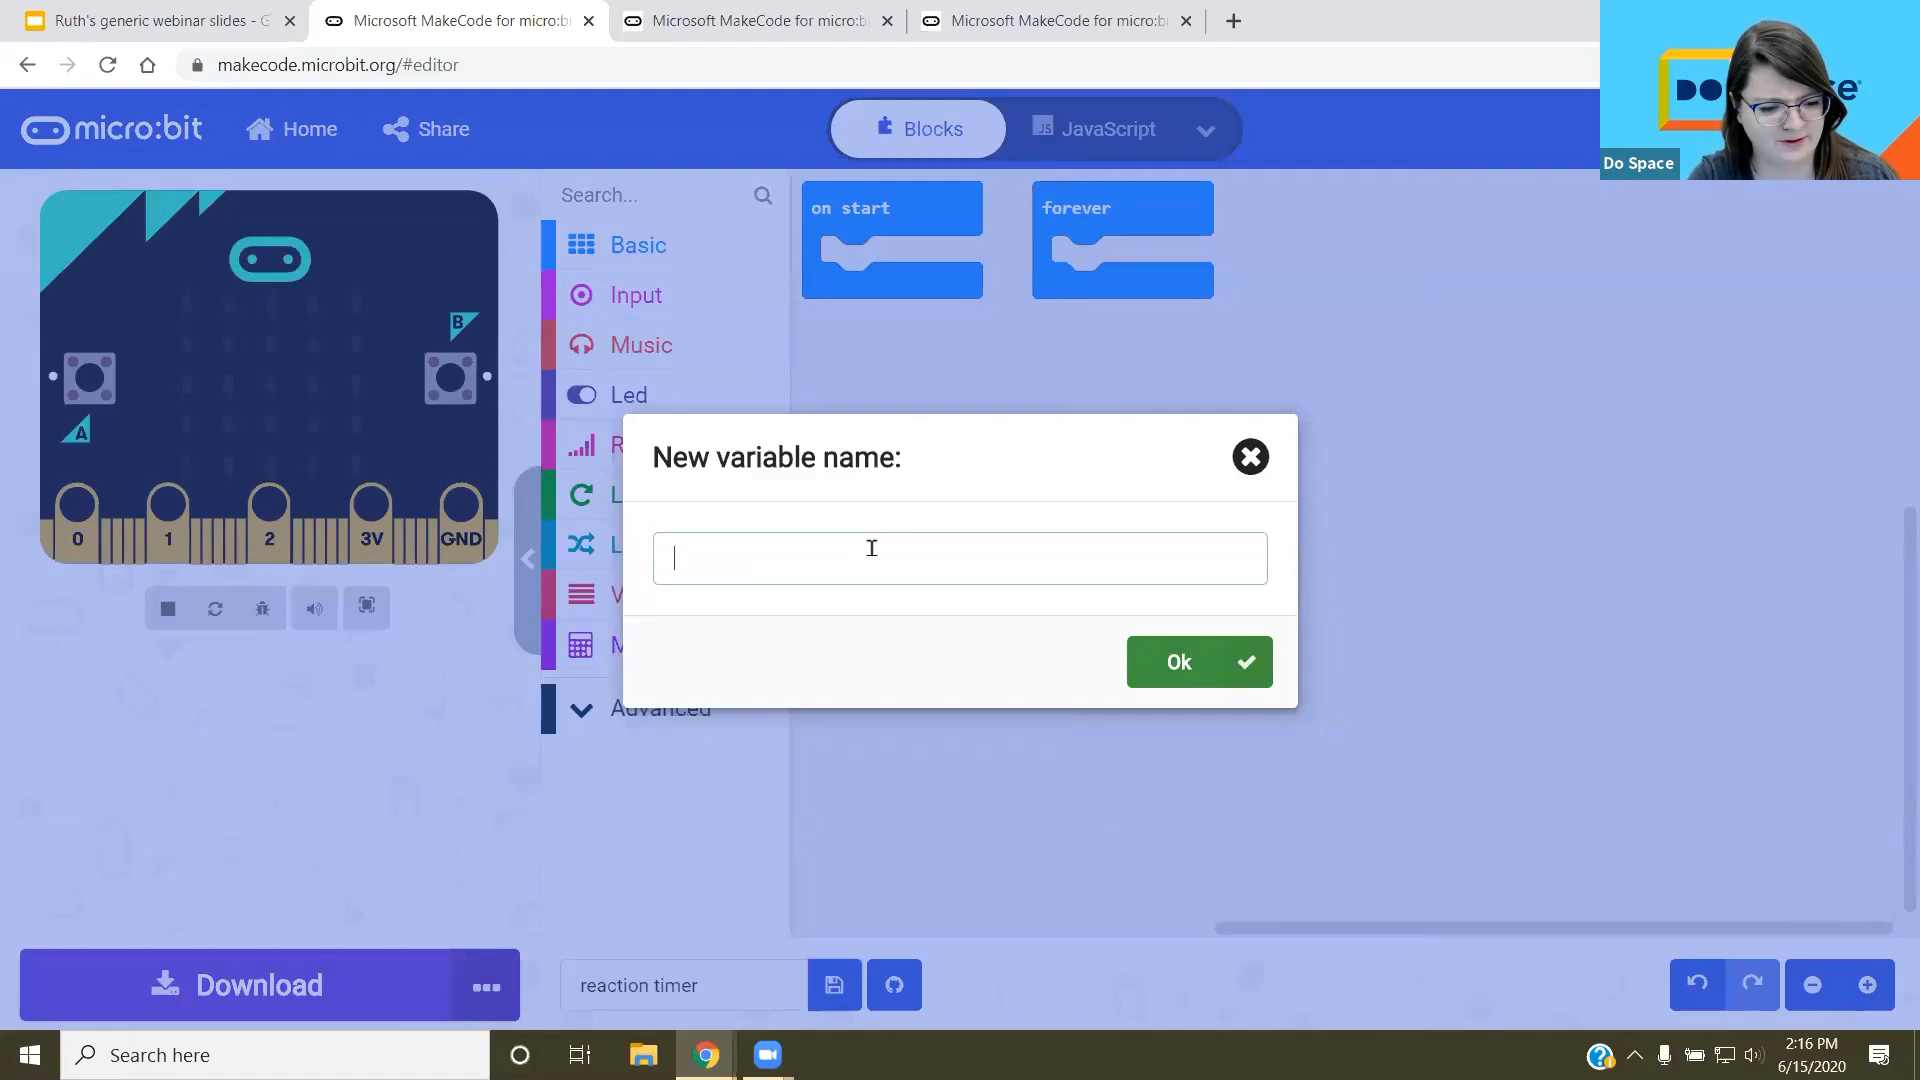 Ruth's generic webinar slides - G
Microsoft MakeCode for micro:b
Microsoft MakeCode for micro:b
Microsoft MakeCode for micro:b
makecode.microbit.org/#editor
micro:bit
Home
Share
Blocks
JS
JavaScript
Do Space
Search...
Basic
Input
Music
Led
R
L
L
V
M
Advanced
on start
forever
B
A
0
1
2
3V
GND
New variable name:
Ok
Download
reaction timer
Search here
2:16 PM
6/15/2020